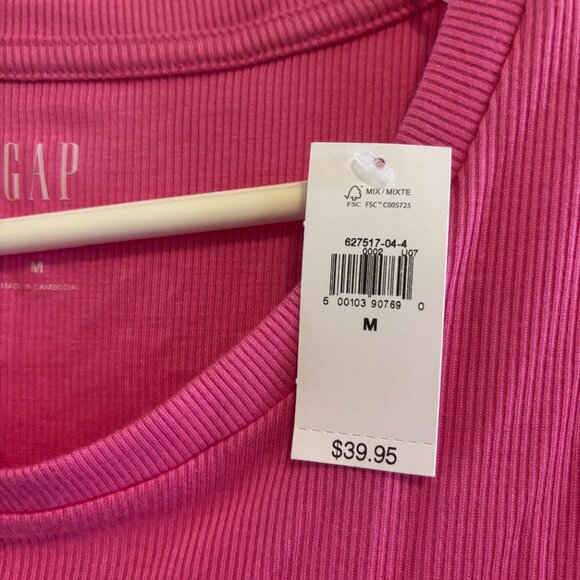 GAP
M
MADE IN CAMBODIA
MIX / MIXTE
FSC FSC™ C005725
627517-04-4
0002 U07
5 00103 90769 0
M
$39.95